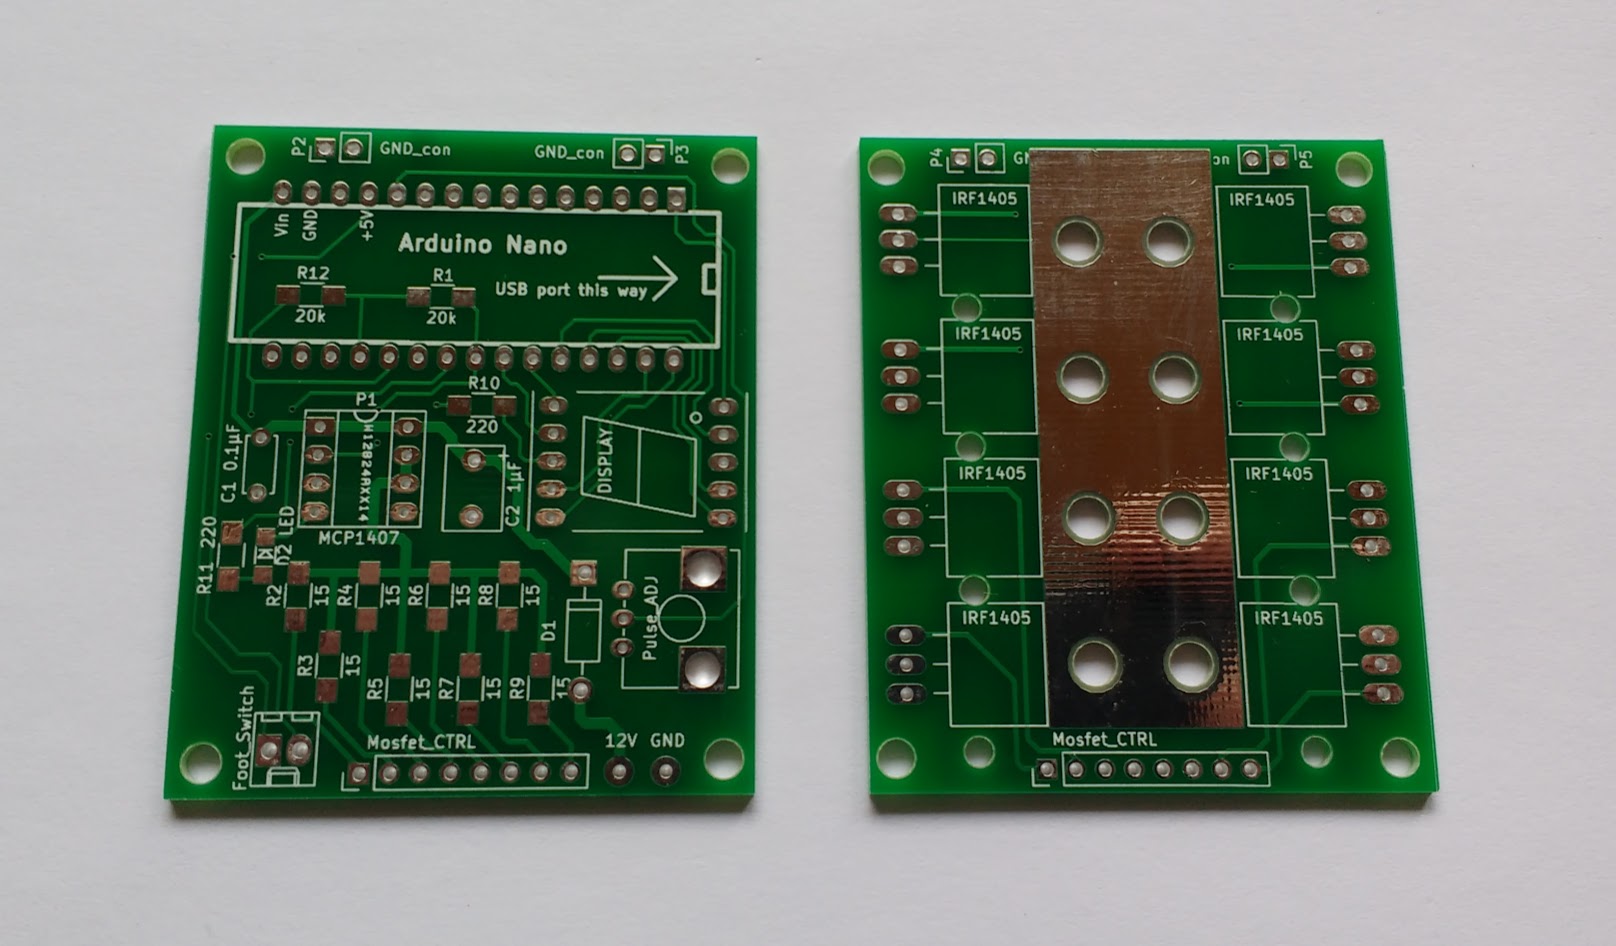 P2
GND_con
GND_con
P3
Vin
GND
+5V
Arduino Nano
R12
20k
R1
20k
USB port this way
R10
220
P1
W12824AXX14
MCP1407
C1 0.1µF
C2 1µF
+
DISPLAY
R11 220
D2 LED
R2 15
R4 15
R6 15
R8 15
R3 15
R5 15
R7 15
R9 15
D1
Pulse_ADJ
Foot_Switch
Mosfet_CTRL
12V GND
P4
P5
IRF1405
IRF1405
IRF1405
IRF1405
IRF1405
IRF1405
IRF1405
IRF1405
Mosfet_CTRL